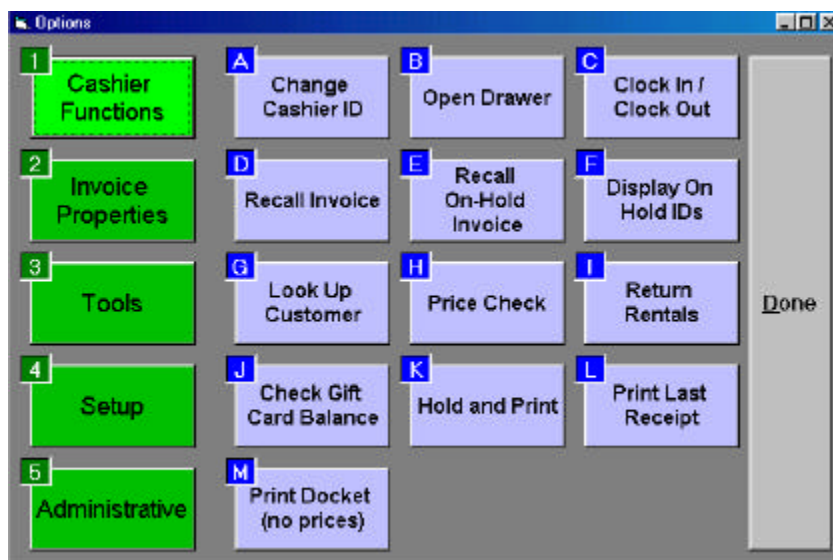 Options
1
Cashier
Functions
A
Change
Cashier ID
B
Open Drawer
C
Clock In /
Clock Out
2
Invoice
Properties
D
Recall Invoice
E
Recall
On-Hold
Invoice
F
Display On
Hold IDs
3
Tools
G
Look Up
Customer
H
Price Check
I
Return
Rentals
Done
4
Setup
J
Check Gift
Card Balance
K
Hold and Print
L
Print Last
Receipt
5
Administrative
M
Print Docket
(no prices)